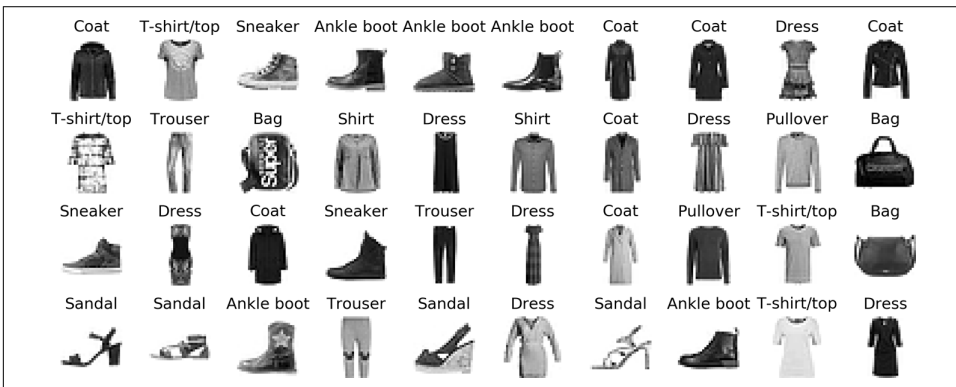 Coat T-shirt/top Sneaker Ankle boot Ankle boot Ankle boot Coat Coat Dress Coat
T-shirt/top Trouser Bag Shirt Dress Shirt Coat Dress Pullover Bag
Super
Sneaker Dress Coat Sneaker Trouser Dress Coat Pullover T-shirt/top Bag
Sandal Sandal Ankle boot Trouser Sandal Dress Sandal Ankle boot T-shirt/top Dress